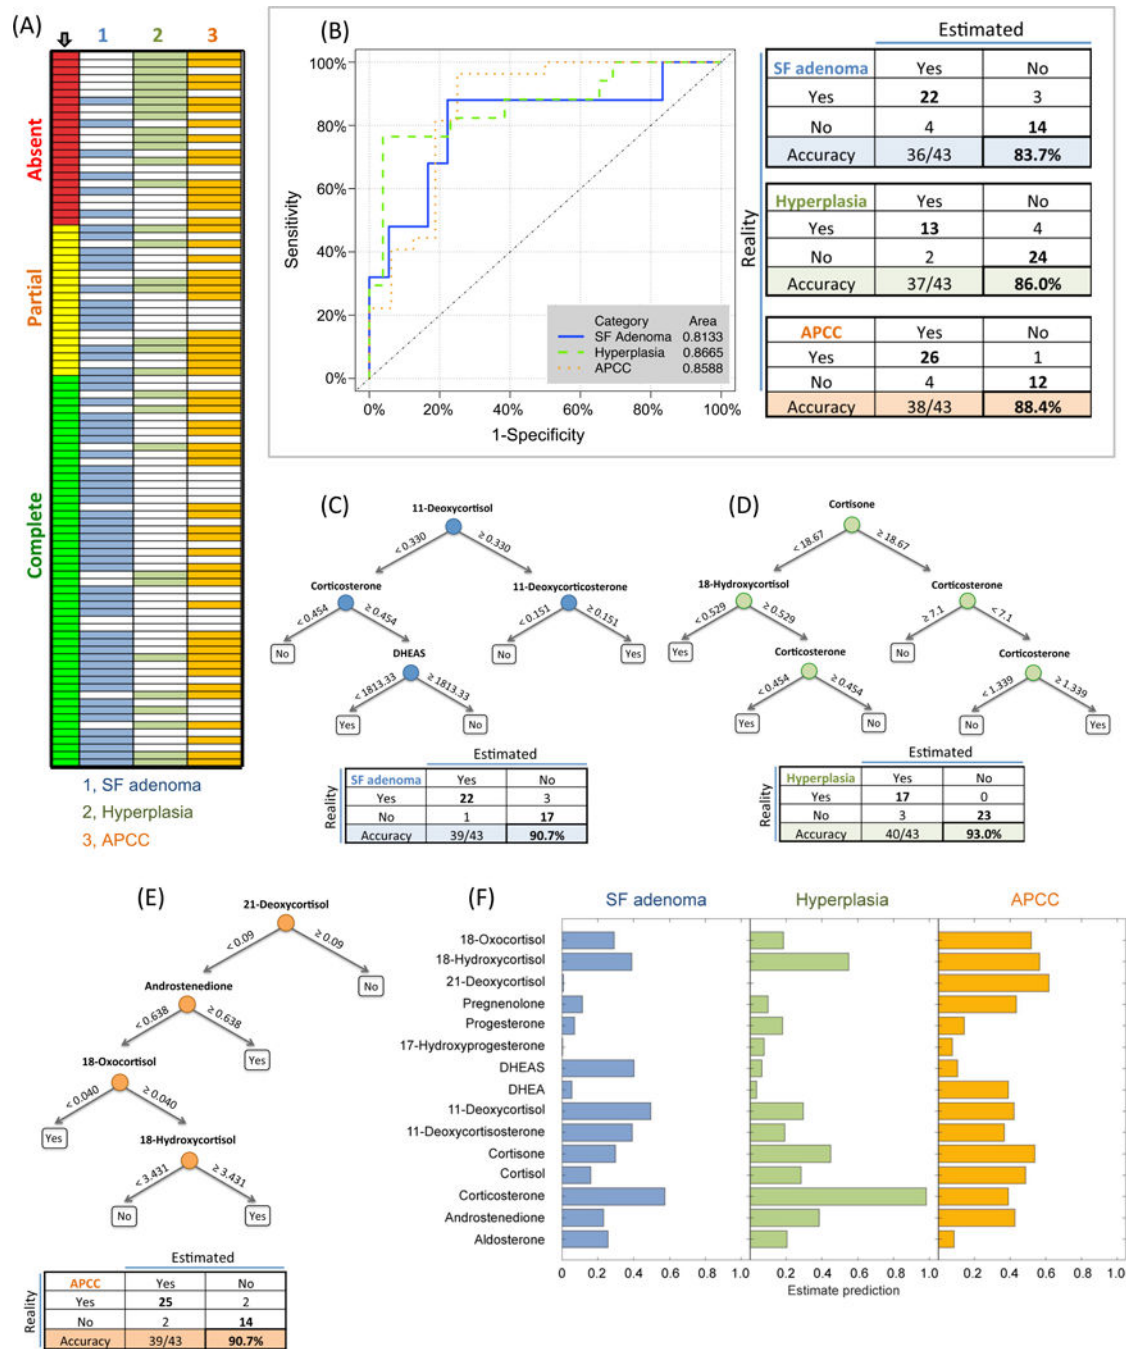 (A)
1 2 3
Absent
Partial
Complete
1, SF adenoma
2, Hyperplasia
3, APCC
(B)
100%
80%
60%
40%
20%
0%
Sensitivity
0% 20% 40% 60% 80% 100%
1-Specificity
Category Area
SF Adenoma 0.8133
Hyperplasia 0.8665
APCC 0.8588
Estimated
Reality
SF adenoma Yes No
Yes 22 3
No 4 14
Accuracy 36/43 83.7%
Hyperplasia Yes No
Yes 13 4
No 2 24
Accuracy 37/43 86.0%
APCC Yes No
Yes 26 1
No 4 12
Accuracy 38/43 88.4%
(C)
11-Deoxycortisol
< 0.330 ≥ 0.330
Corticosterone 11-Deoxycorticosterone
< 0.454 ≥ 0.454 < 0.151 ≥ 0.151
No DHEAS No Yes
< 1813.33 ≥ 1813.33
Yes No
Estimated
Reality
SF adenoma Yes No
Yes 22 3
No 1 17
Accuracy 39/43 90.7%
(D)
Cortisone
< 18.67 ≥ 18.67
18-Hydroxycortisol Corticosterone
< 0.529 ≥ 0.529 ≥ 7.1 < 7.1
Yes Corticosterone No Corticosterone
< 0.454 ≥ 0.454 < 1.339 ≥ 1.339
Yes No No Yes
Estimated
Reality
Hyperplasia Yes No
Yes 17 0
No 3 23
Accuracy 40/43 93.0%
(E)
21-Deoxycortisol
< 0.09 ≥ 0.09
Androstenedione No
< 0.638 ≥ 0.638
18-Oxocortisol Yes
< 0.040 ≥ 0.040
Yes 18-Hydroxycortisol
< 3.431 ≥ 3.431
No Yes
Estimated
Reality
APCC Yes No
Yes 25 2
No 2 14
Accuracy 39/43 90.7%
(F)
SF adenoma Hyperplasia APCC
18-Oxocortisol
18-Hydroxycortisol
21-Deoxycortisol
Pregnenolone
Progesterone
17-Hydroxyprogesterone
DHEAS
DHEA
11-Deoxycortisol
11-Deoxycortisosterone
Cortisone
Cortisol
Corticosterone
Androstenedione
Aldosterone
0 0.2 0.4 0.6 0.8 1.0 0.2 0.4 0.6 0.8 1.0 0.2 0.4 0.6 0.8 1.0
Estimate prediction